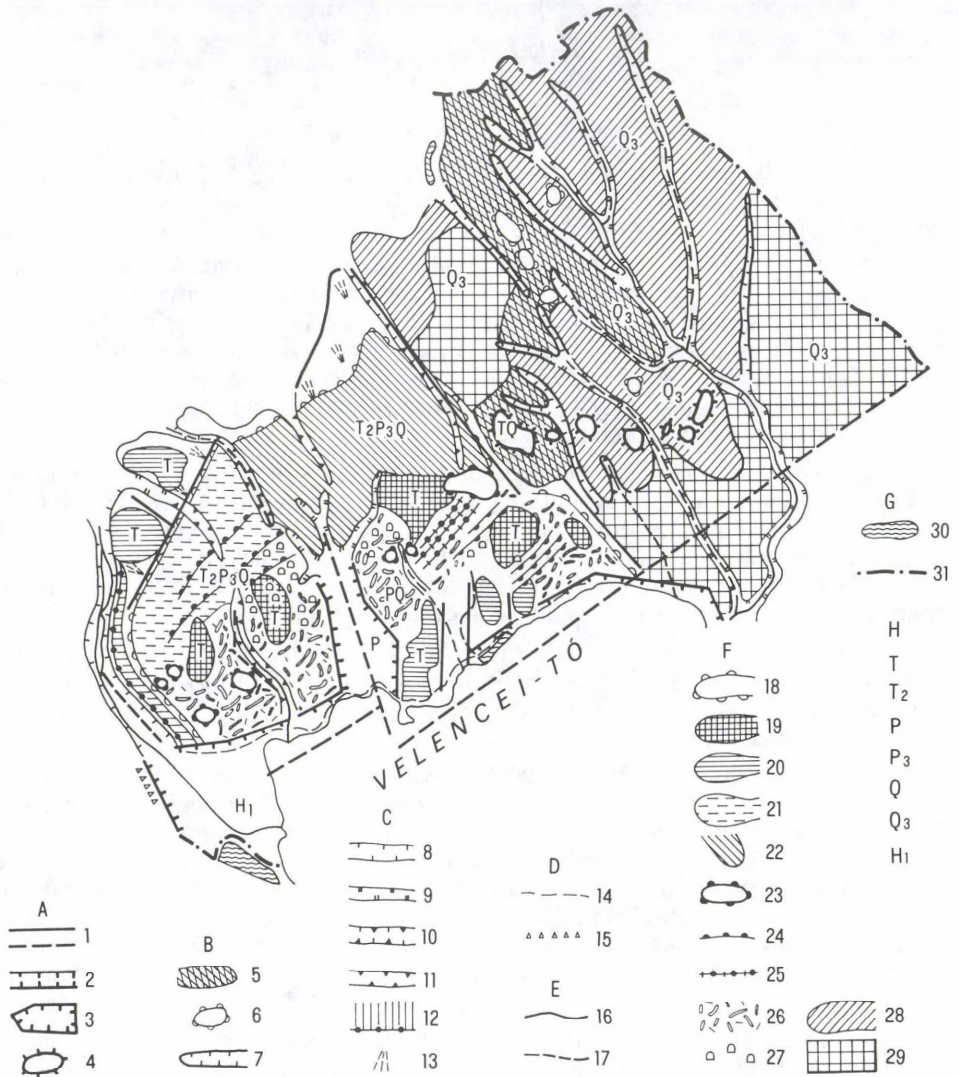 Q3
Q3
Q3
Q3
Q3
Q3
T2P3Q
TQ
T
T
T
T
T2P3Q
PQ
T
T
P
T
VELENCEI-TÓ
H1
A
1
2
3
4
B
5
6
7
C
8
9
10
11
12
13
D
14
15
E
16
17
F
18
19
20
21
22
23
24
25
26
27
28
29
G
30
31
H
T
T2
P
P3
Q
Q3
H1